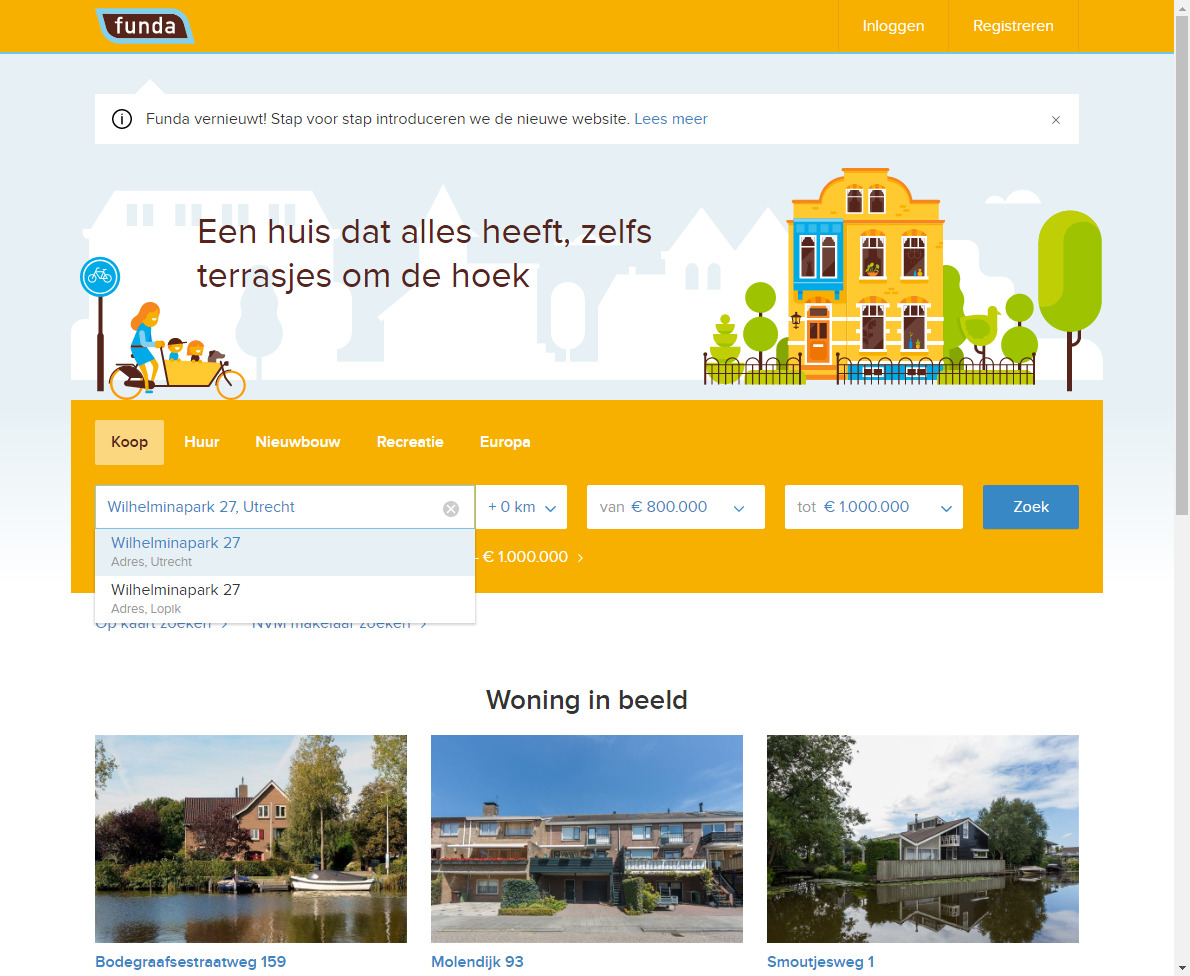 funda
Inloggen
Registreren
Funda vernieuwt! Stap voor stap introduceren we de nieuwe website. Lees meer
Een huis dat alles heeft, zelfs
terrasjes om de hoek
Koop
Huur
Nieuwbouw
Recreatie
Europa
Wilhelminapark 27, Utrecht
+ 0 km
van € 800.000
tot € 1.000.000
Zoek
Wilhelminapark 27
Adres, Utrecht
- € 1.000.000
Wilhelminapark 27
Adres, Lopik
Op kaart zoeken
NVM makelaar zoeken
Woning in beeld
Bodegraafsestraatweg 159
Molendijk 93
Smoutjesweg 1